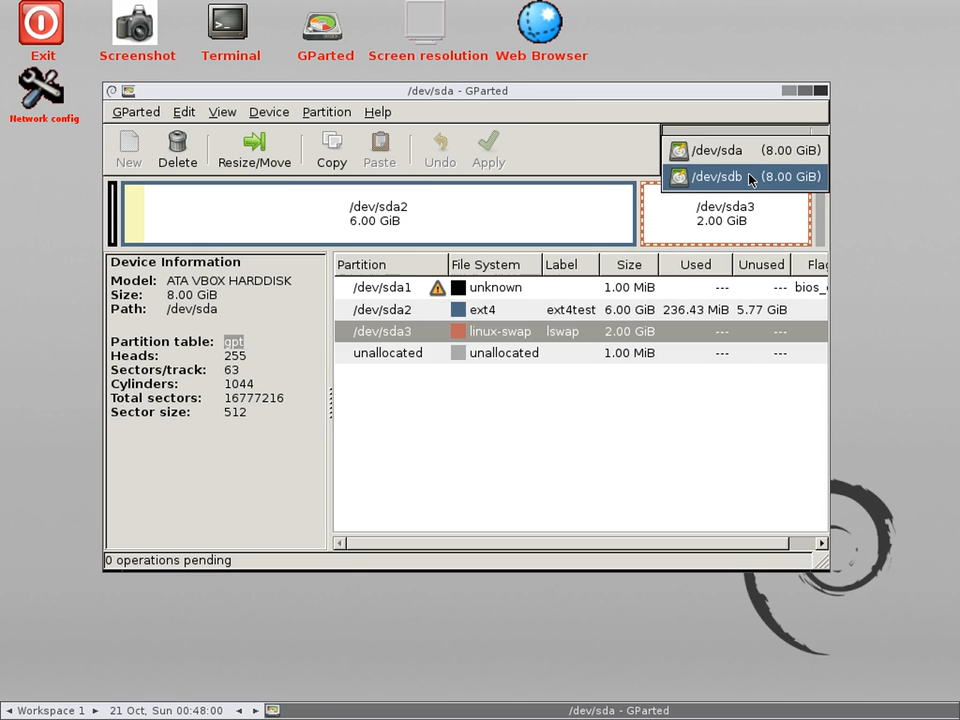 Exit
Screenshot
Terminal
GParted
Screen resolution
Web Browser
Network config
/dev/sda - GParted
GParted Edit View Device Partition Help
New
Delete
Resize/Move
Copy
Paste
Undo
Apply
/dev/sda (8.00 GiB)
/dev/sdb (8.00 GiB)
/dev/sda2
6.00 GiB
/dev/sda3
2.00 GiB
Device Information
Model: ATA VBOX HARDDISK
Size: 8.00 GiB
Path: /dev/sda
Partition table: gpt
Heads: 255
Sectors/track: 63
Cylinders: 1044
Total sectors: 16777216
Sector size: 512
Partition File System Label Size Used Unused Flag
/dev/sda1 unknown 1.00 MiB --- --- bios_
/dev/sda2 ext4 ext4test 6.00 GiB 236.43 MiB 5.77 GiB
/dev/sda3 linux-swap lswap 2.00 GiB --- ---
unallocated unallocated 1.00 MiB --- ---
0 operations pending
Workspace 1 21 Oct, Sun 00:48:00 /dev/sda - GParted